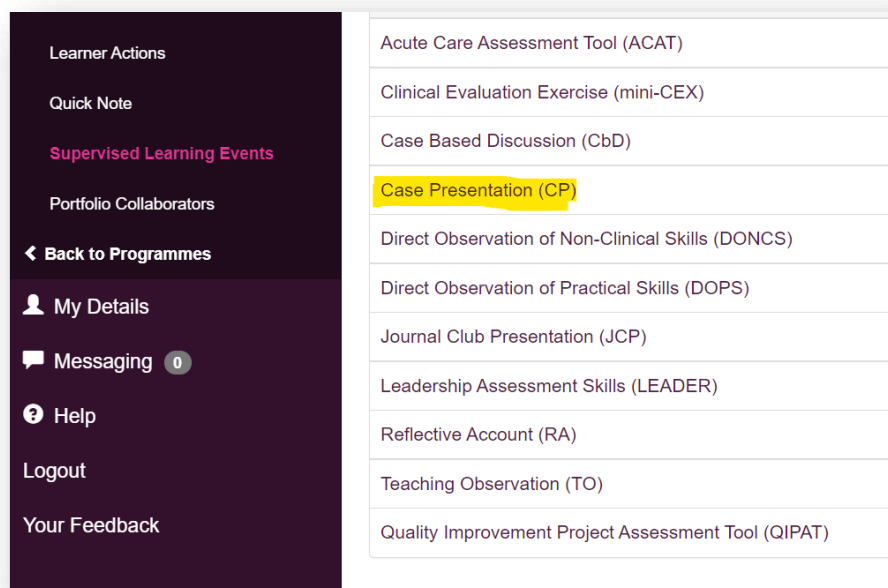 Learner Actions
Quick Note
Supervised Learning Events
Portfolio Collaborators
Back to Programmes
My Details
Messaging 0
Help
Logout
Your Feedback
Acute Care Assessment Tool (ACAT)
Clinical Evaluation Exercise (mini-CEX)
Case Based Discussion (CbD)
Case Presentation (CP)
Direct Observation of Non-Clinical Skills (DONCS)
Direct Observation of Practical Skills (DOPS)
Journal Club Presentation (JCP)
Leadership Assessment Skills (LEADER)
Reflective Account (RA)
Teaching Observation (TO)
Quality Improvement Project Assessment Tool (QIPAT)